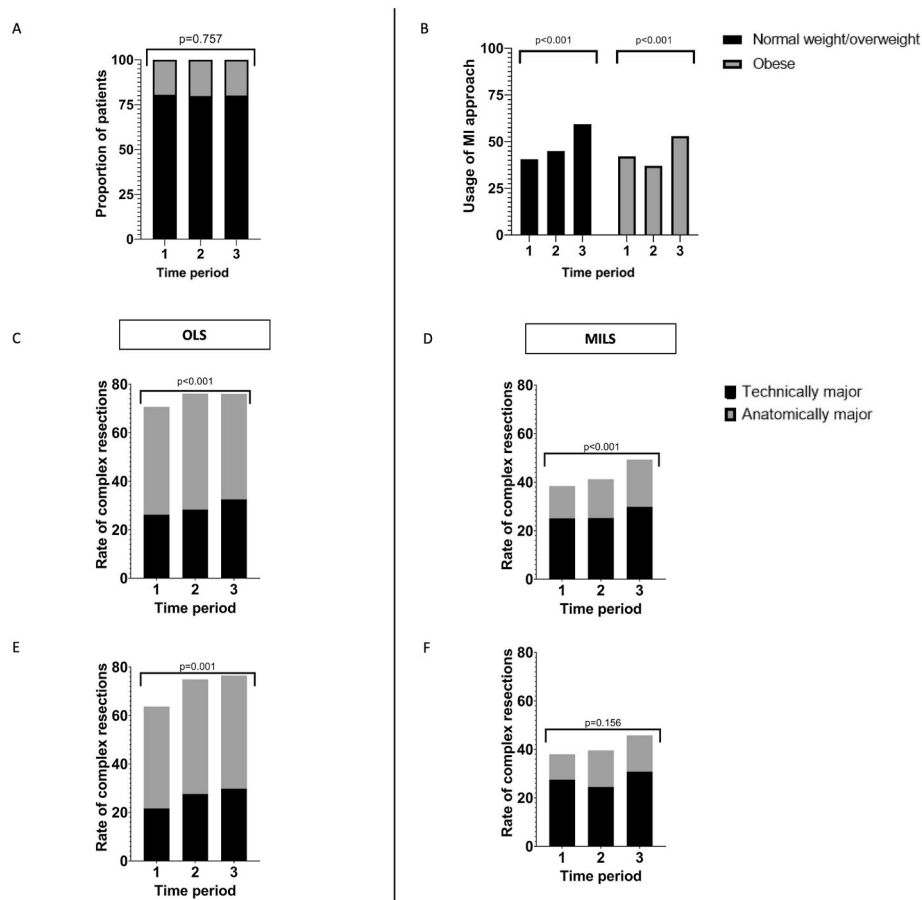 A
p=0.757
Proportion of patients
100
75
50
25
0
1 2 3
Time period
B
p<0.001 p<0.001
Usage of MI approach
100
75
50
25
0
1 2 3 1 2 3
Time period
Normal weight/overweight
Obese
C
OLS
p<0.001
Rate of complex resections
80
60
40
20
0
1 2 3
Time period
D
MILS
p<0.001
Rate of complex resections
80
60
40
20
0
1 2 3
Time period
Technically major
Anatomically major
E
p=0.001
Rate of complex resections
80
60
40
20
0
1 2 3
Time period
F
p=0.156
Rate of complex resections
80
60
40
20
0
1 2 3
Time period